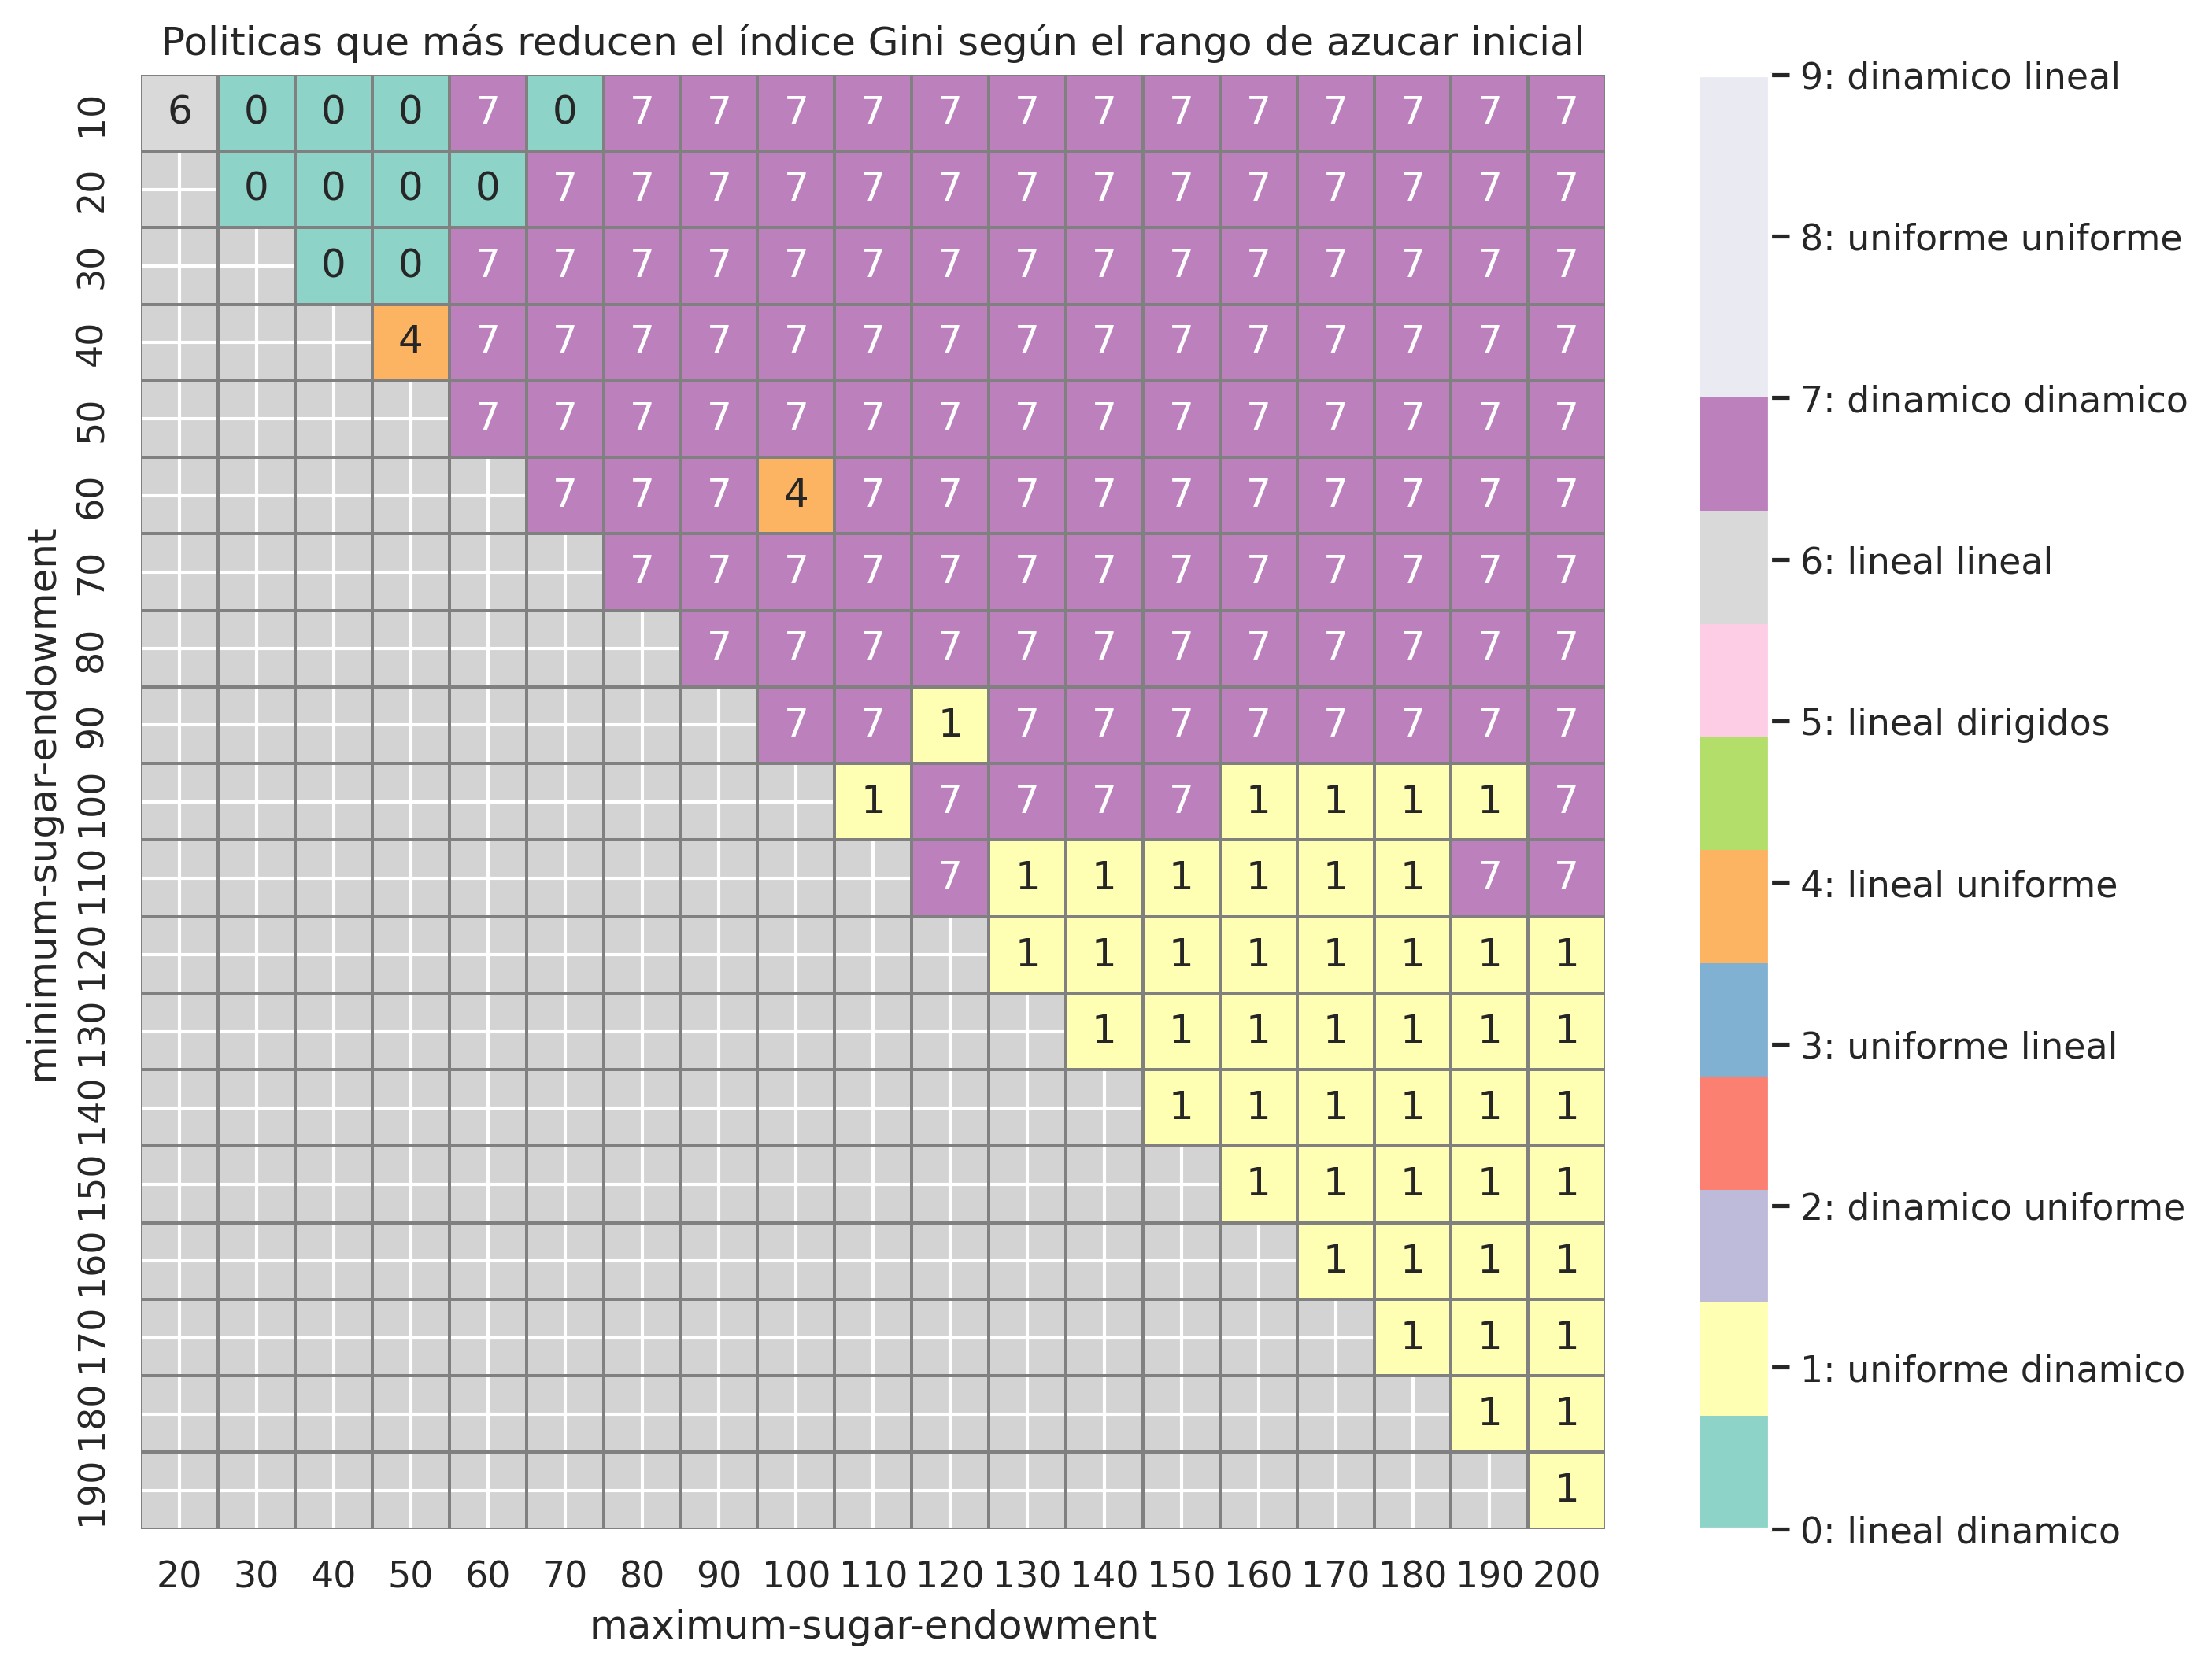 Politicas que más reducen el índice Gini según el rango de azucar inicial
minimum-sugar-endowment
10 6 0 0 0 7 0 7 7 7 7 7 7 7 7 7 7 7 7 7
20 0 0 0 0 7 7 7 7 7 7 7 7 7 7 7 7 7 7
30 0 0 7 7 7 7 7 7 7 7 7 7 7 7 7 7 7
40 4 7 7 7 7 7 7 7 7 7 7 7 7 7 7 7
50 7 7 7 7 7 7 7 7 7 7 7 7 7 7 7
60 7 7 7 4 7 7 7 7 7 7 7 7 7 7
70 7 7 7 7 7 7 7 7 7 7 7 7 7
80 7 7 7 7 7 7 7 7 7 7 7 7
90 7 7 1 7 7 7 7 7 7 7 7
100 1 7 7 7 7 1 1 1 1 7
110 7 1 1 1 1 1 1 7 7
120 1 1 1 1 1 1 1 1
130 1 1 1 1 1 1 1
140 1 1 1 1 1 1
150 1 1 1 1 1
160 1 1 1 1
170 1 1 1
180 1 1
190 1
20 30 40 50 60 70 80 90 100 110 120 130 140 150 160 170 180 190 200
maximum-sugar-endowment
9: dinamico lineal
8: uniforme uniforme
7: dinamico dinamico
6: lineal lineal
5: lineal dirigidos
4: lineal uniforme
3: uniforme lineal
2: dinamico uniforme
1: uniforme dinamico
0: lineal dinamico